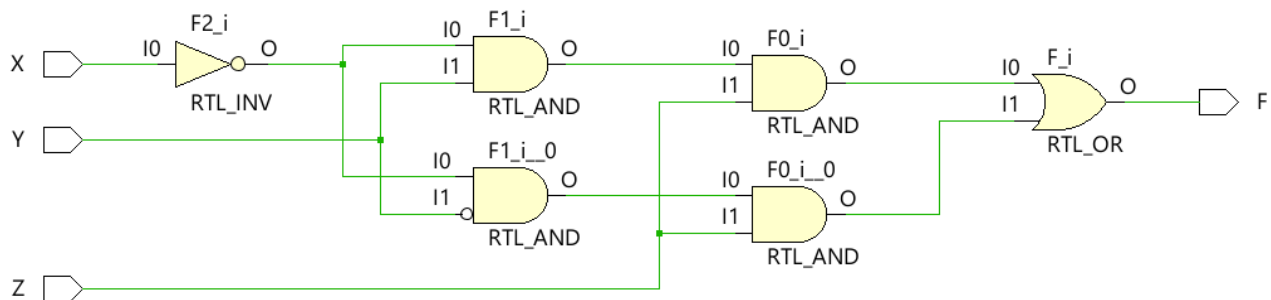 F2_i
F1_i
F0_i
F_i
X
I0
O
I0
I1
O
I0
I1
O
I0
I1
O
F
RTL_INV
RTL_AND
RTL_AND
RTL_OR
Y
F1_i__0
F0_i__0
I0
I1
O
I0
I1
O
RTL_AND
RTL_AND
Z